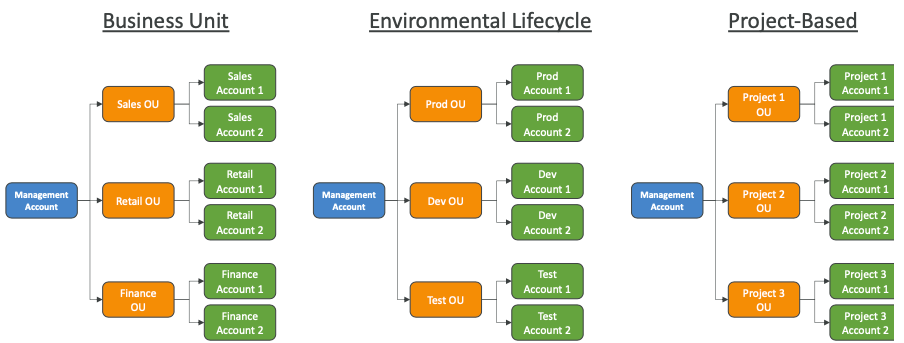 Business Unit
Environmental Lifecycle
Project-Based
Management
Account
Sales OU
Sales
Account 1
Sales
Account 2
Retail OU
Retail
Account 1
Retail
Account 2
Finance
OU
Finance
Account 1
Finance
Account 2
Management
Account
Prod OU
Prod
Account 1
Prod
Account 2
Dev OU
Dev
Account 1
Dev
Account 2
Test OU
Test
Account 1
Test
Account 2
Management
Account
Project 1
OU
Project 1
Account 1
Project 1
Account 2
Project 2
OU
Project 2
Account 1
Project 2
Account 2
Project 3
OU
Project 3
Account 1
Project 3
Account 2